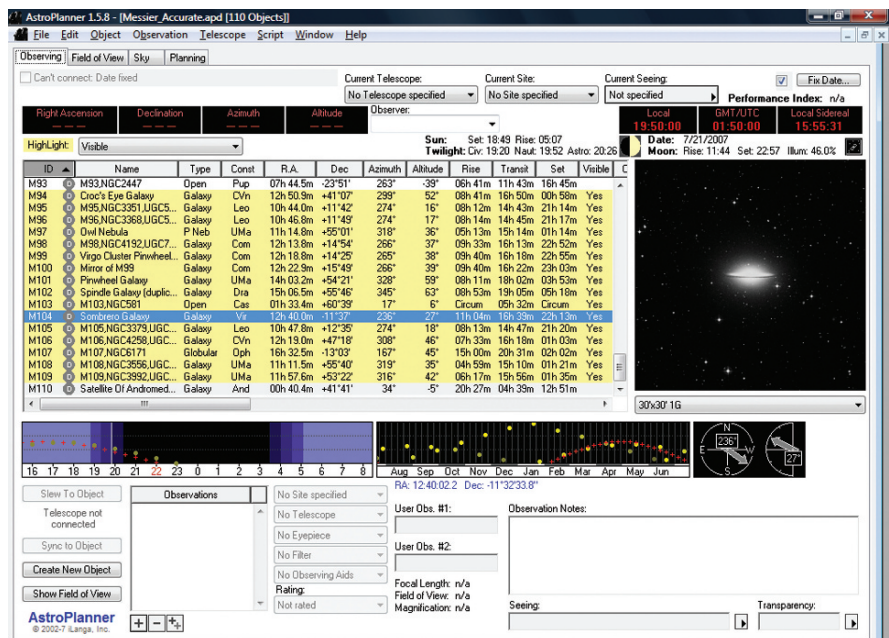 AstroPlanner 1.5.8 - [Messier_Accurate.apd [110 Objects]]
File Edit Object Observation Telescope Script Window Help
Observing Field of View Sky Planning
Can't connect: Date fixed
Current Telescope: Current Site: Current Seeing:
No Telescope specified No Site specified Not specified Fix Date...
Performance Index: n/a
Right Ascension Declination Azimuth Altitude Observer: Local GMT/UTC Local Sidereal
--- --- --- --- 19:50:00 01:50:00 15:55:31
HighLight: Visible
Sun: Set: 18:49 Rise: 05:07 Date: 7/21/2007
Twilight: Civ: 19:20 Naut: 19:52 Astro: 20:26 Moon: Rise: 11:44 Set: 22:57 Illum: 46.0%
ID Name Type Const R.A. Dec Azimuth Altitude Rise Transit Set Visible C
M93 D M93,NGC2447 Open Pup 07h 44.5m -23°51' 263° -39° 06h 41m 11h 43m 16h 45m
M94 D Croc's Eye Galaxy Galaxy CVn 12h 50.9m +41°07' 299° 52° 08h 41m 16h 50m 00h 58m Yes
M95 D M95,NGC3351,UGC5... Galaxy Leo 10h 44.0m +11°42' 274° 16° 08h 12m 14h 43m 21h 14m Yes
M96 D M96,NGC3368,UGC5... Galaxy Leo 10h 46.8m +11°49' 274° 17° 08h 14m 14h 45m 21h 17m Yes
M97 D Owl Nebula P Neb UMa 11h 14.8m +55°01' 318° 36° 05h 13m 15h 14m 01h 14m Yes
M98 D M98,NGC4192,UGC7... Galaxy Com 12h 13.8m +14°54' 266° 37° 09h 33m 16h 13m 22h 52m Yes
M99 D Virgo Cluster Pinwheel... Galaxy Com 12h 18.8m +14°25' 265° 38° 09h 40m 16h 18m 22h 55m Yes
M100 D Mirror of M99 Galaxy Com 12h 22.9m +15°49' 266° 39° 09h 40m 16h 22m 23h 03m Yes
M101 D Pinwheel Galaxy Galaxy UMa 14h 03.2m +54°21' 328° 59° 08h 11m 18h 02m 03h 53m Yes
M102 D Spindle Galaxy (duplic... Galaxy Dra 15h 06.5m +55°46' 345° 63° 08h 53m 19h 05m 05h 18m Yes
M103 D M103,NGC581 Open Cas 01h 33.4m +60°39' 17° 6° Circum 05h 32m Circum Yes
M104 D Sombrero Galaxy Galaxy Vir 12h 40.0m -11°37' 236° 27° 11h 04m 16h 39m 22h 13m Yes
M105 D M105,NGC3379,UGC... Galaxy Leo 10h 47.8m +12°35' 274° 18° 08h 13m 14h 47m 21h 20m Yes
M106 D M106,NGC4258,UGC... Galaxy CVn 12h 19.0m +47°18' 308° 46° 07h 33m 16h 18m 01h 03m Yes
M107 D M107,NGC6171 Globular Oph 16h 32.5m -13°03' 167° 45° 15h 00m 20h 31m 02h 02m Yes
M108 D M108,NGC3556,UGC... Galaxy UMa 11h 11.5m +55°40' 319° 35° 04h 59m 15h 10m 01h 21m Yes
M109 D M109,NGC3992,UGC... Galaxy UMa 11h 57.6m +53°22' 316° 42° 06h 17m 15h 56m 01h 35m Yes
M110 D Satellite Of Andromed... Galaxy And 00h 40.4m +41°41' 34° -5° 20h 27m 04h 39m 12h 51m
30'x30' 1G
N E W S 236° 27°
16 17 18 19 20 21 22 23 0 1 2 3 4 5 6 7 8 Aug Sep Oct Nov Dec Jan Feb Mar Apr May Jun
RA: 12:40:02.2 Dec: -11°32'33.8"
Slew To Object Observations No Site specified User Obs. #1: Observation Notes:
Telescope not connected No Telescope
Sync to Object No Eyepiece User Obs. #2:
No Filter
Create New Object No Observing Aids Focal Length: n/a
Show Field of View Rating: Field of View: n/a
Not rated Magnification: n/a Seeing: Transparency:
AstroPlanner
© 2002-7 iLanga, Inc.